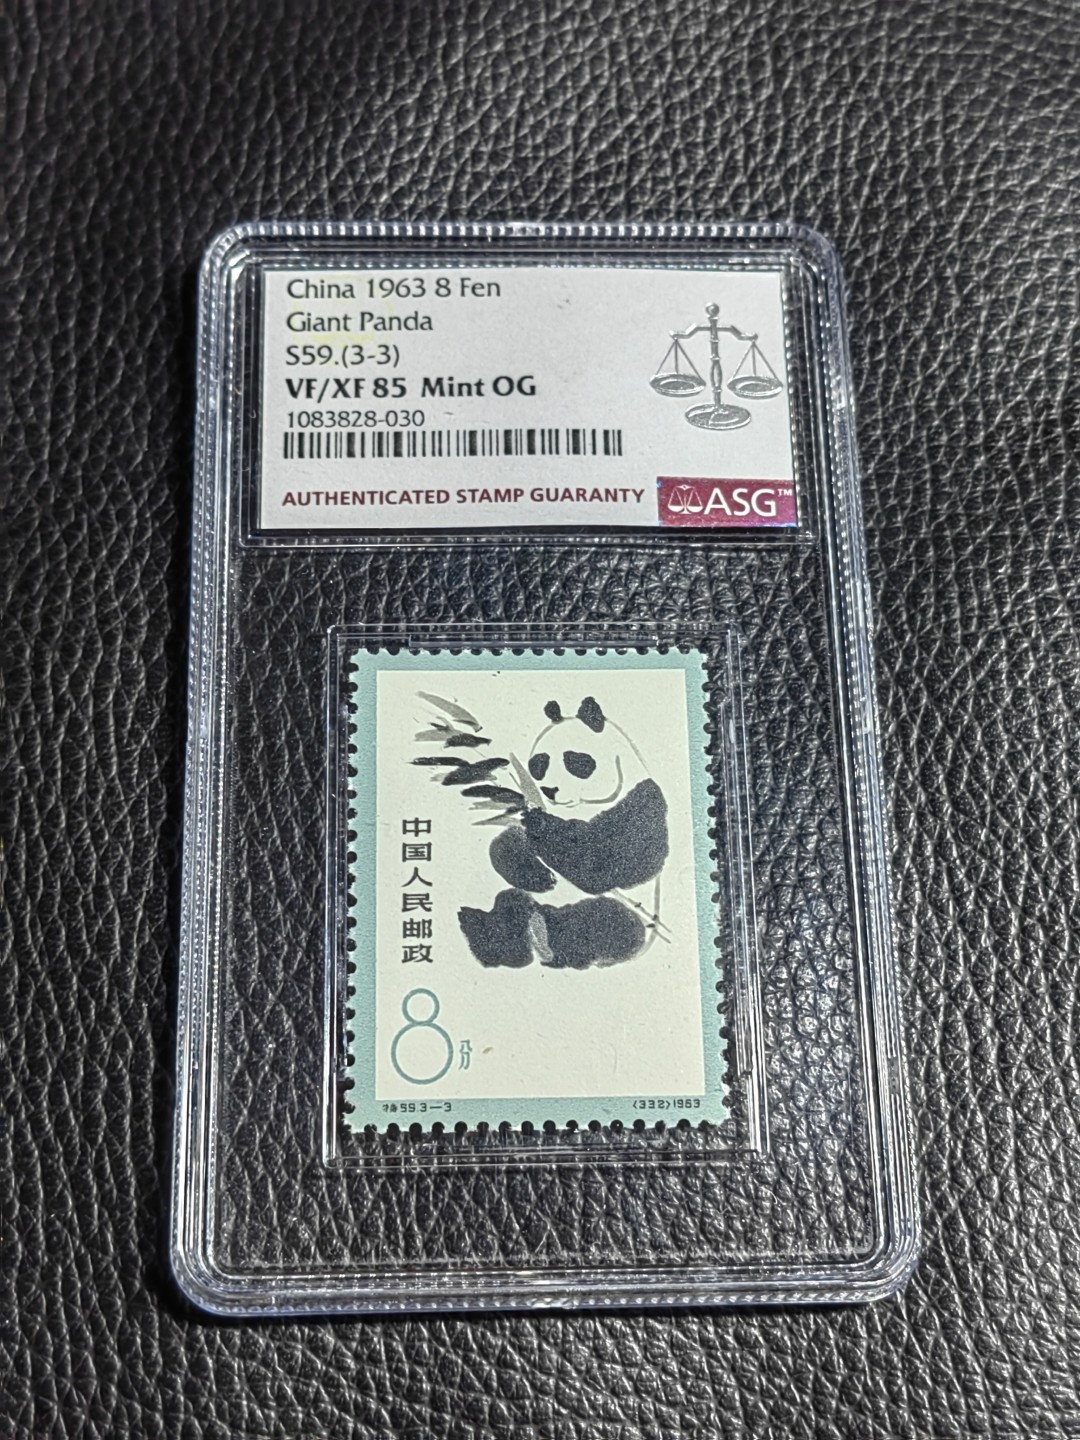 China 1963 8 Fen
Giant Panda
S59.(3-3)
VF/XF 85 Mint OG
1083828-030
AUTHENTICATED STAMP GUARANTY
ASG™
中国人民邮政
8分
特59.3-3
(332)1963